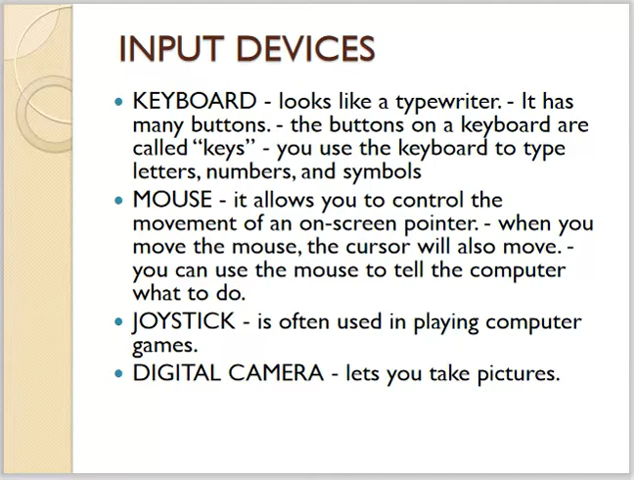 INPUT DEVICES
• KEYBOARD - looks like a typewriter. - It has
many buttons. - the buttons on a keyboard are
called “keys” - you use the keyboard to type
letters, numbers, and symbols
• MOUSE - it allows you to control the
movement of an on-screen pointer. - when you
move the mouse, the cursor will also move. -
you can use the mouse to tell the computer
what to do.
• JOYSTICK - is often used in playing computer
games.
• DIGITAL CAMERA - lets you take pictures.